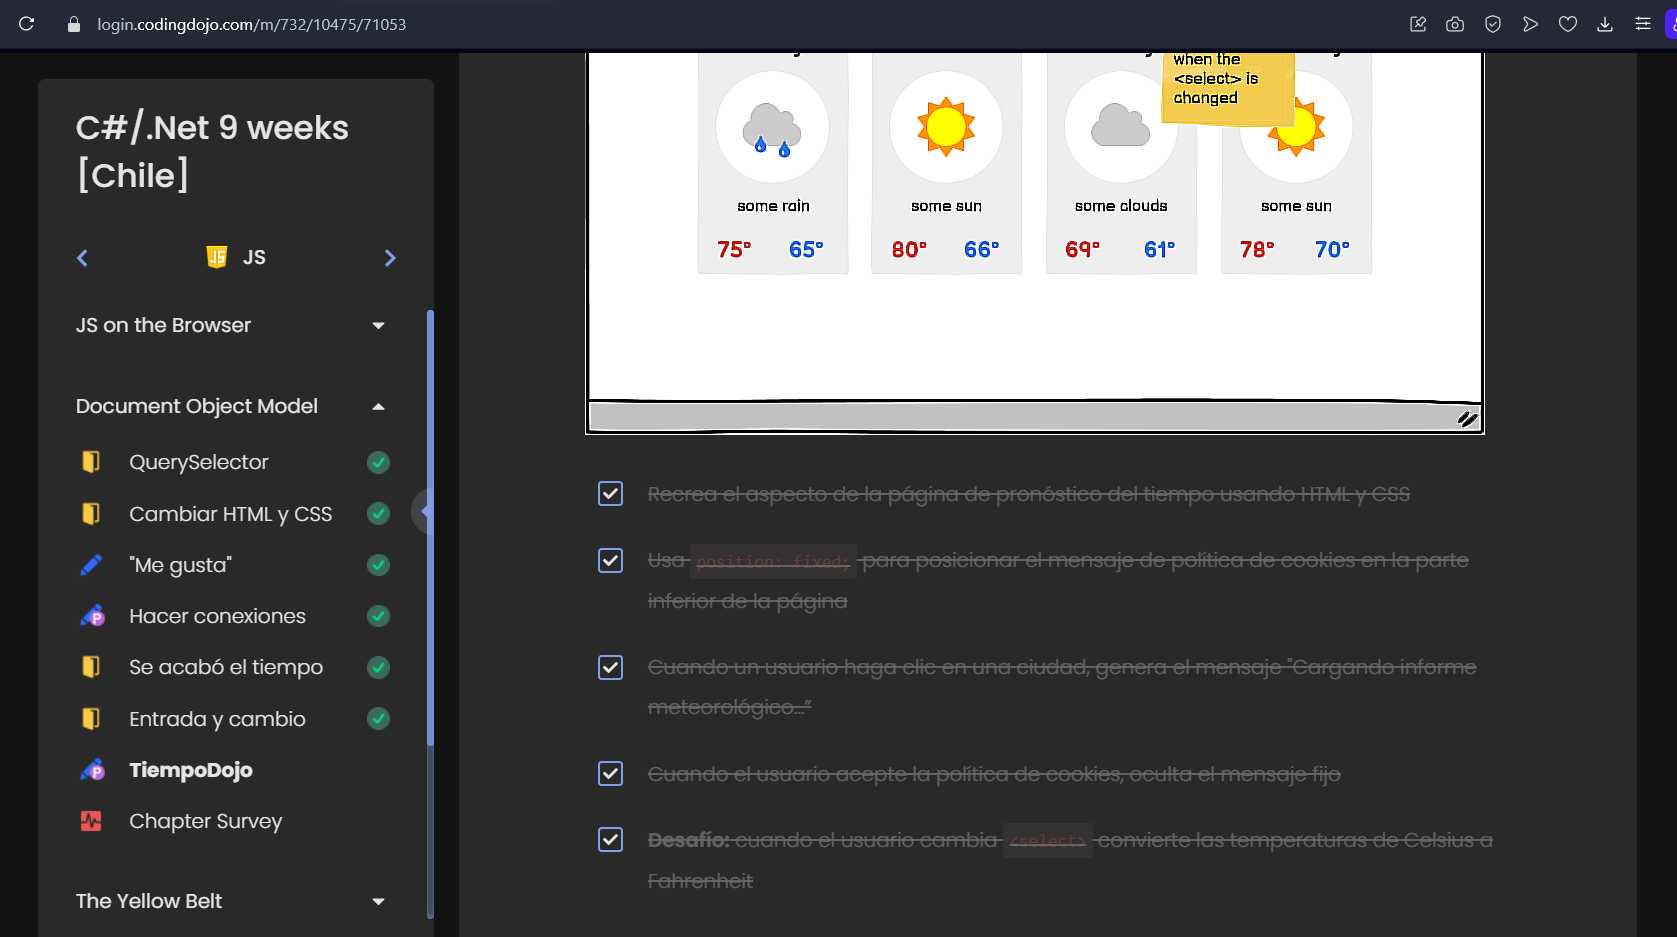 login.codingdojo.com/m/732/10475/71053
C#/.Net 9 weeks
[Chile]
JS
JS on the Browser
Document Object Model
QuerySelector
Cambiar HTML y CSS
"Me gusta"
Hacer conexiones
Se acabó el tiempo
Entrada y cambio
TiempoDojo
Chapter Survey
The Yellow Belt
when the
<select> is
changed
some rain
some sun
some clouds
some sun
75° 65°
80° 66°
69° 61°
78° 70°
Recrea el aspecto de la página de pronóstico del tiempo usando HTML y CSS
Usa position: fixed; para posicionar el mensaje de política de cookies en la parte
inferior de la página
Cuando un usuario haga clic en una ciudad, genera el mensaje "Cargando informe
meteorológico..."
Cuando el usuario acepte la política de cookies, oculta el mensaje fijo
Desafío: cuando el usuario cambia <select> convierte las temperaturas de Celsius a
Fahrenheit